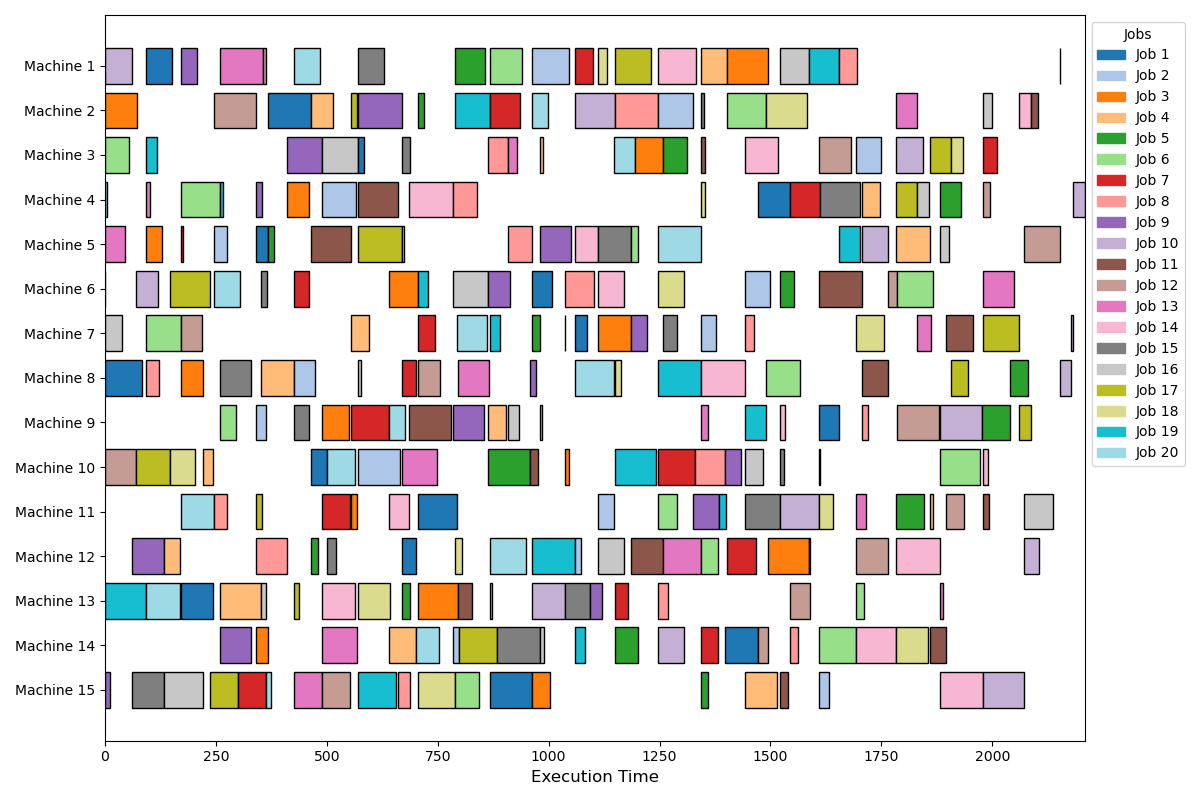 Machine 1
Machine 2
Machine 3
Machine 4
Machine 5
Machine 6
Machine 7
Machine 8
Machine 9
Machine 10
Machine 11
Machine 12
Machine 13
Machine 14
Machine 15
0 250 500 750 1000 1250 1500 1750 2000
Execution Time
Jobs
Job 1
Job 2
Job 3
Job 4
Job 5
Job 6
Job 7
Job 8
Job 9
Job 10
Job 11
Job 12
Job 13
Job 14
Job 15
Job 16
Job 17
Job 18
Job 19
Job 20